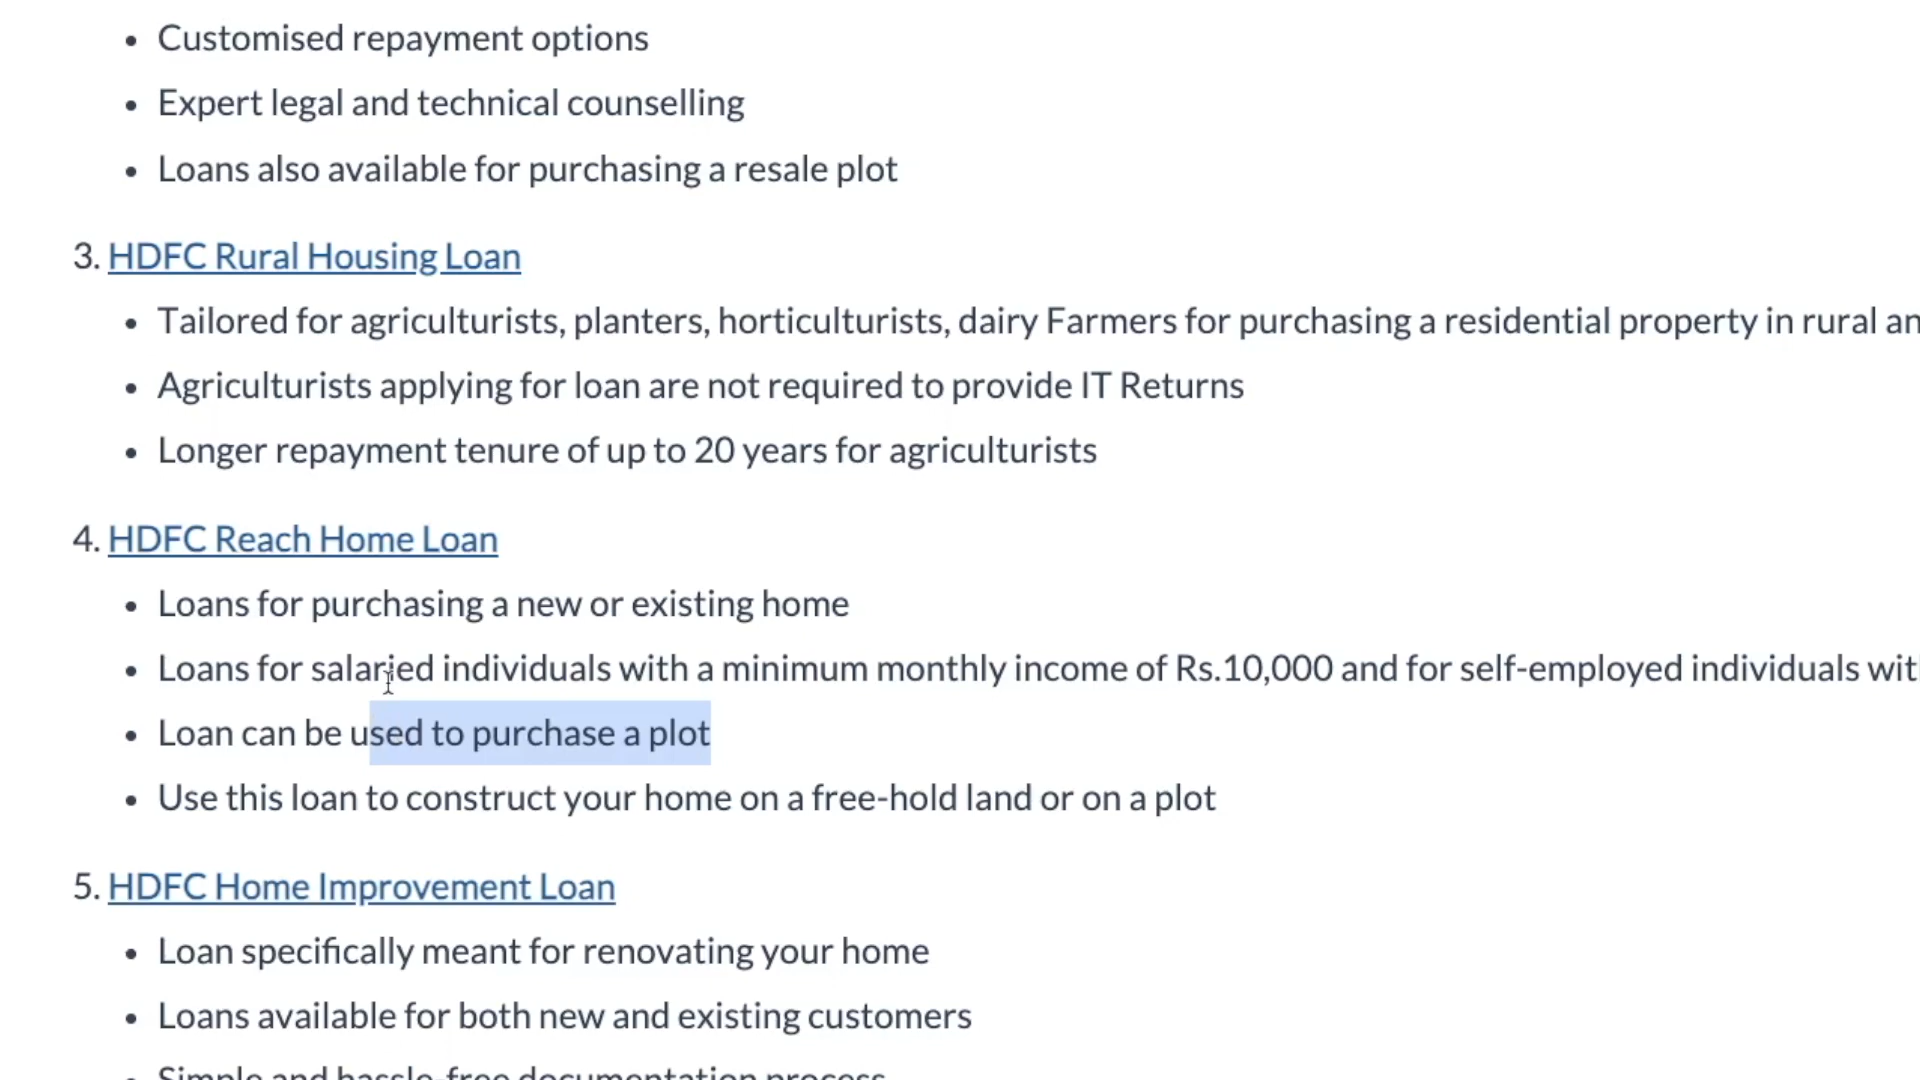 • Customised repayment options
• Expert legal and technical counselling
• Loans also available for purchasing a resale plot
3. HDFC Rural Housing Loan
• Tailored for agriculturists, planters, horticulturists, dairy Farmers for purchasing a residential property in rural an
• Agriculturists applying for loan are not required to provide IT Returns
• Longer repayment tenure of up to 20 years for agriculturists
4. HDFC Reach Home Loan
• Loans for purchasing a new or existing home
• Loans for salaried individuals with a minimum monthly income of Rs.10,000 and for self-employed individuals wit
• Loan can be used to purchase a plot
• Use this loan to construct your home on a free-hold land or on a plot
5. HDFC Home Improvement Loan
• Loan specifically meant for renovating your home
• Loans available for both new and existing customers
• Simple and hassle-free documentation process